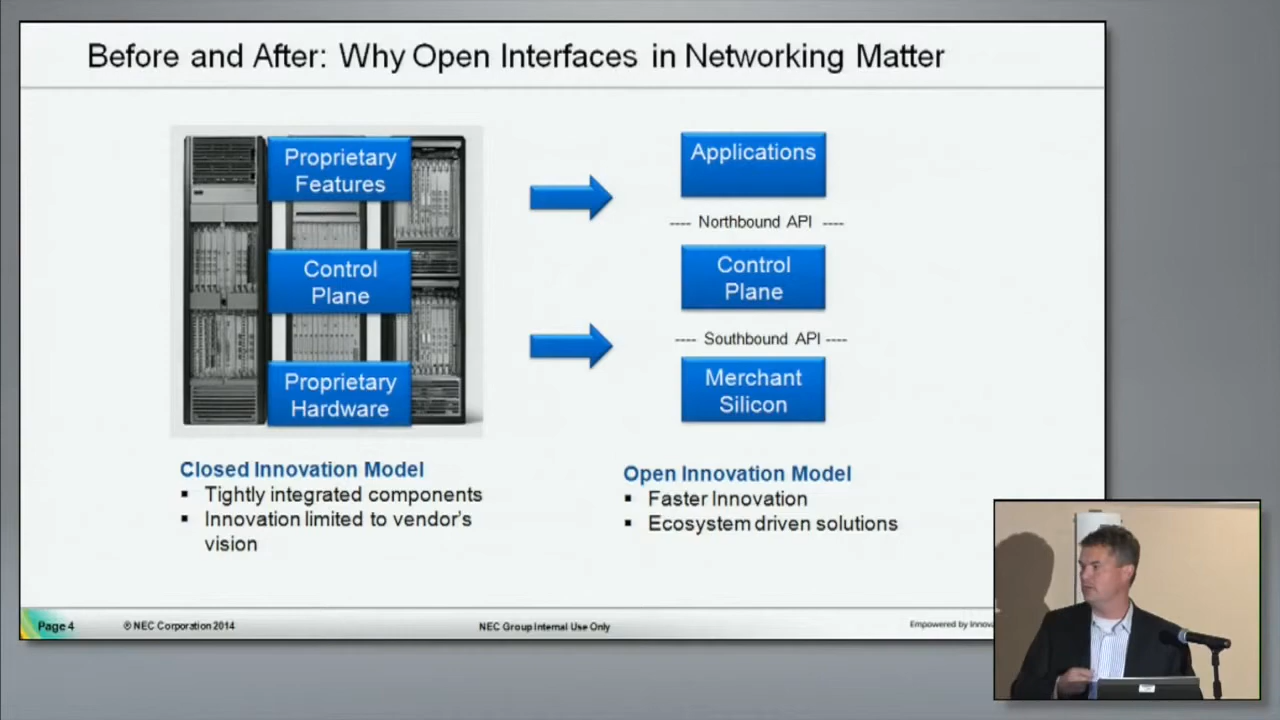 Before and After: Why Open Interfaces in Networking Matter
Proprietary
Features
Control
Plane
Proprietary
Hardware
Applications
---- Northbound API ----
Control
Plane
---- Southbound API ----
Merchant
Silicon
Closed Innovation Model
▪ Tightly integrated components
▪ Innovation limited to vendor's
vision
Open Innovation Model
▪ Faster Innovation
▪ Ecosystem driven solutions
Page 4
© NEC Corporation 2014
NEC Group Internal Use Only
Empowered by